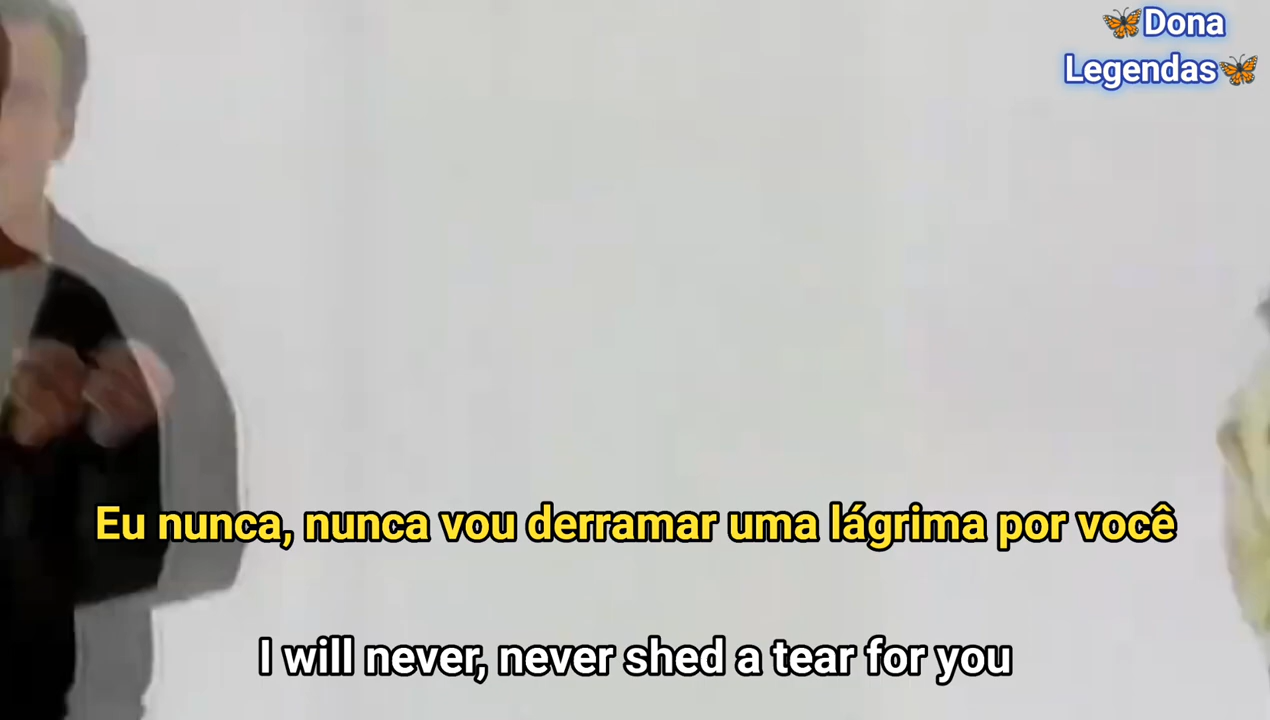 🦋Dona
Legendas🦋
Eu nunca, nunca vou derramar uma lágrima por você
I will never, never shed a tear for you